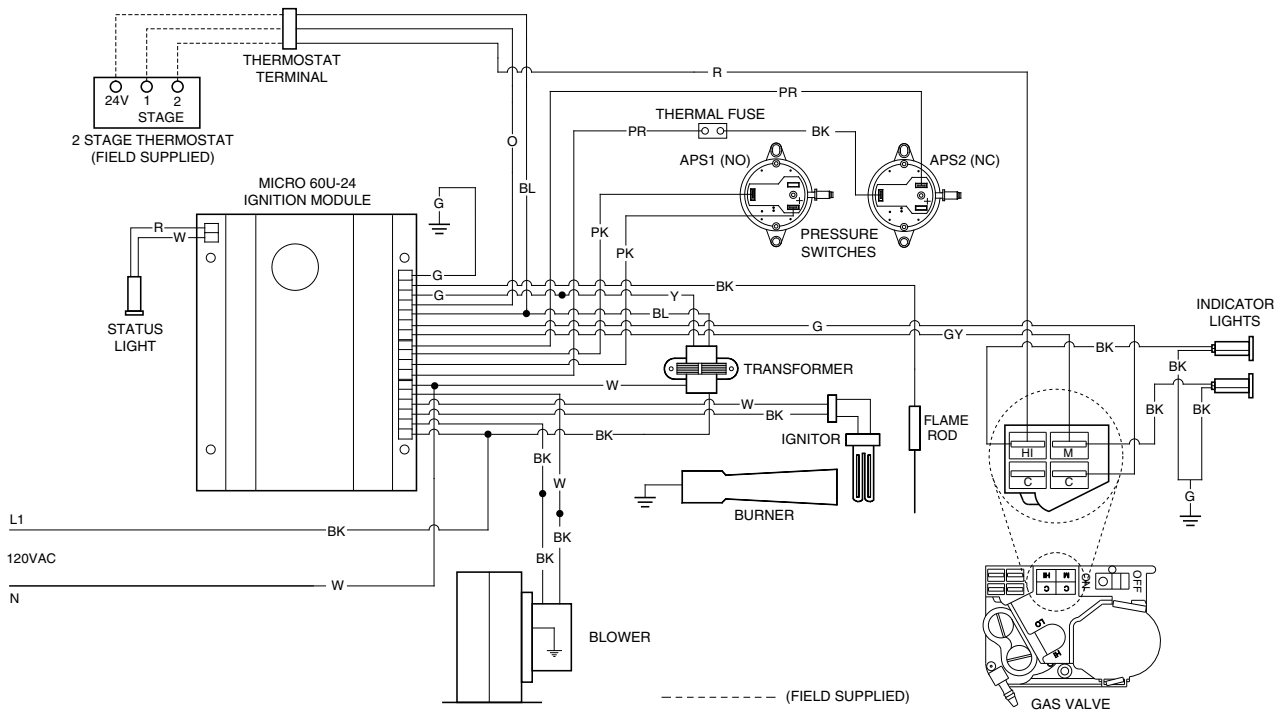 THERMOSTAT
TERMINAL
24V 1 2
STAGE
2 STAGE THERMOSTAT
(FIELD SUPPLIED)
R
PR
THERMAL FUSE
PR
BK
O
BL
APS1 (NO)
APS2 (NC)
PRESSURE
SWITCHES
MICRO 60U-24
IGNITION MODULE
G
R
W
STATUS
LIGHT
PK
PK
G
BK
G
Y
BL
G
GY
INDICATOR
LIGHTS
BK
BK
BK
BK
G
TRANSFORMER
W
W
BK
BK
IGNITOR
FLAME
ROD
HI M
C C
BURNER
BK
W
BK
BK
L1
BK
120VAC
W
N
BLOWER
HI M
C C
ON
OFF
LO
HI
GAS VALVE
(FIELD SUPPLIED)